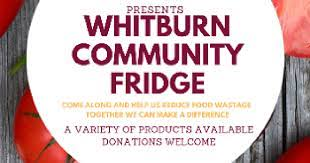 PRESENTS
WHITBURN
COMMUNITY
FRIDGE
COME ALONG AND HELP US REDUCE FOOD WASTAGE
TOGETHER WE CAN MAKE A DIFFERENCE
A VARIETY OF PRODUCTS AVAILABLE
DONATIONS WELCOME